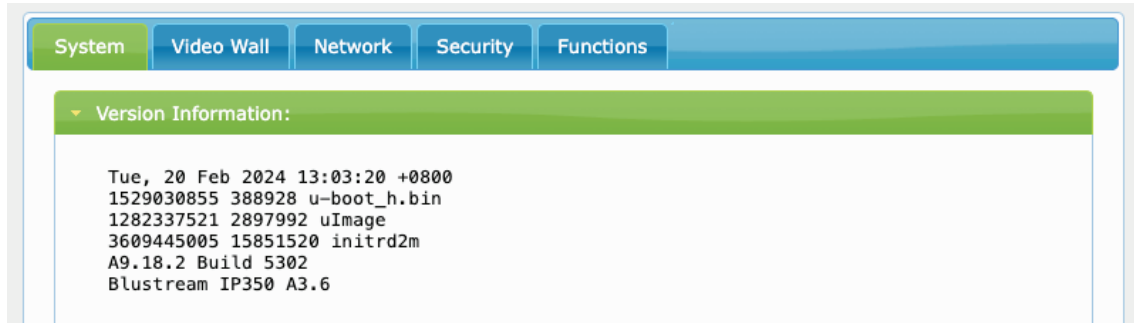 System Video Wall Network Security Functions
Version Information:
Tue, 20 Feb 2024 13:03:20 +0800
1529030855 388928 u-boot_h.bin
1282337521 2897992 uImage
3609445005 15851520 initrd2m
A9.18.2 Build 5302
Blustream IP350 A3.6